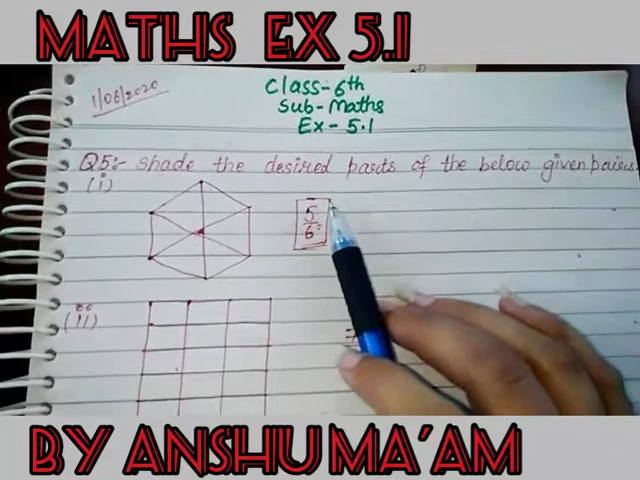 MATHS EX 5.1
1/06/2020
Class-6th
Sub-Maths
Ex-5.1
Q5:- Shade the desired parts of the below given
(i)
5/6
(ii)
BY ANSHU MA'AM